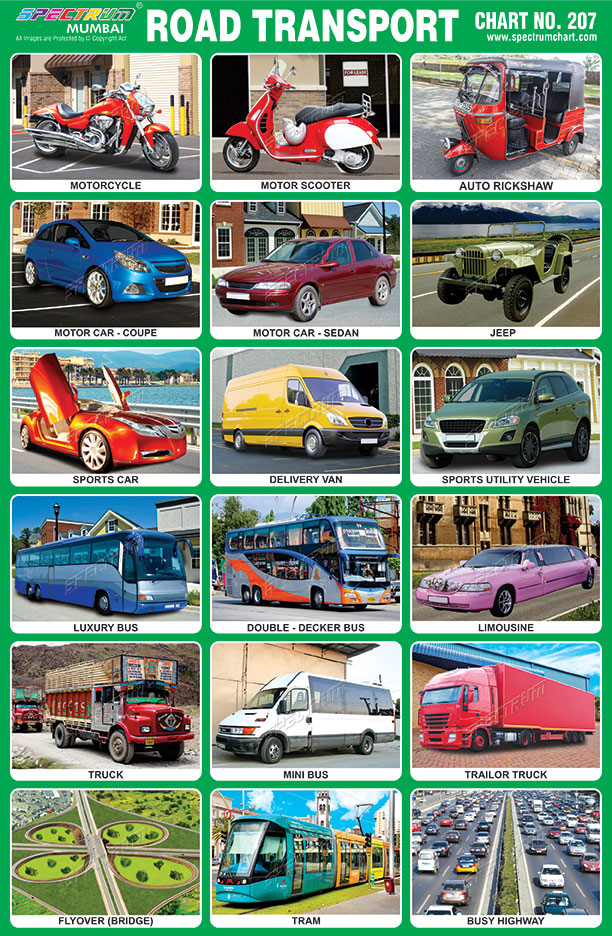 SPECTRUM®
MUMBAI
All Images are Protected by © Copyright Act
ROAD TRANSPORT
CHART NO. 207
www.spectrumchart.com
FOR LEASE
MOTORCYCLE
MOTOR SCOOTER
AUTO RICKSHAW
MOTOR CAR - COUPE
MOTOR CAR - SEDAN
JEEP
SPORTS CAR
DELIVERY VAN
SPORTS UTILITY VEHICLE
LUXURY BUS
DOUBLE - DECKER BUS
LIMOUSINE
TRUCK
MINI BUS
TRAILOR TRUCK
FLYOVER (BRIDGE)
TRAM
BUSY HIGHWAY